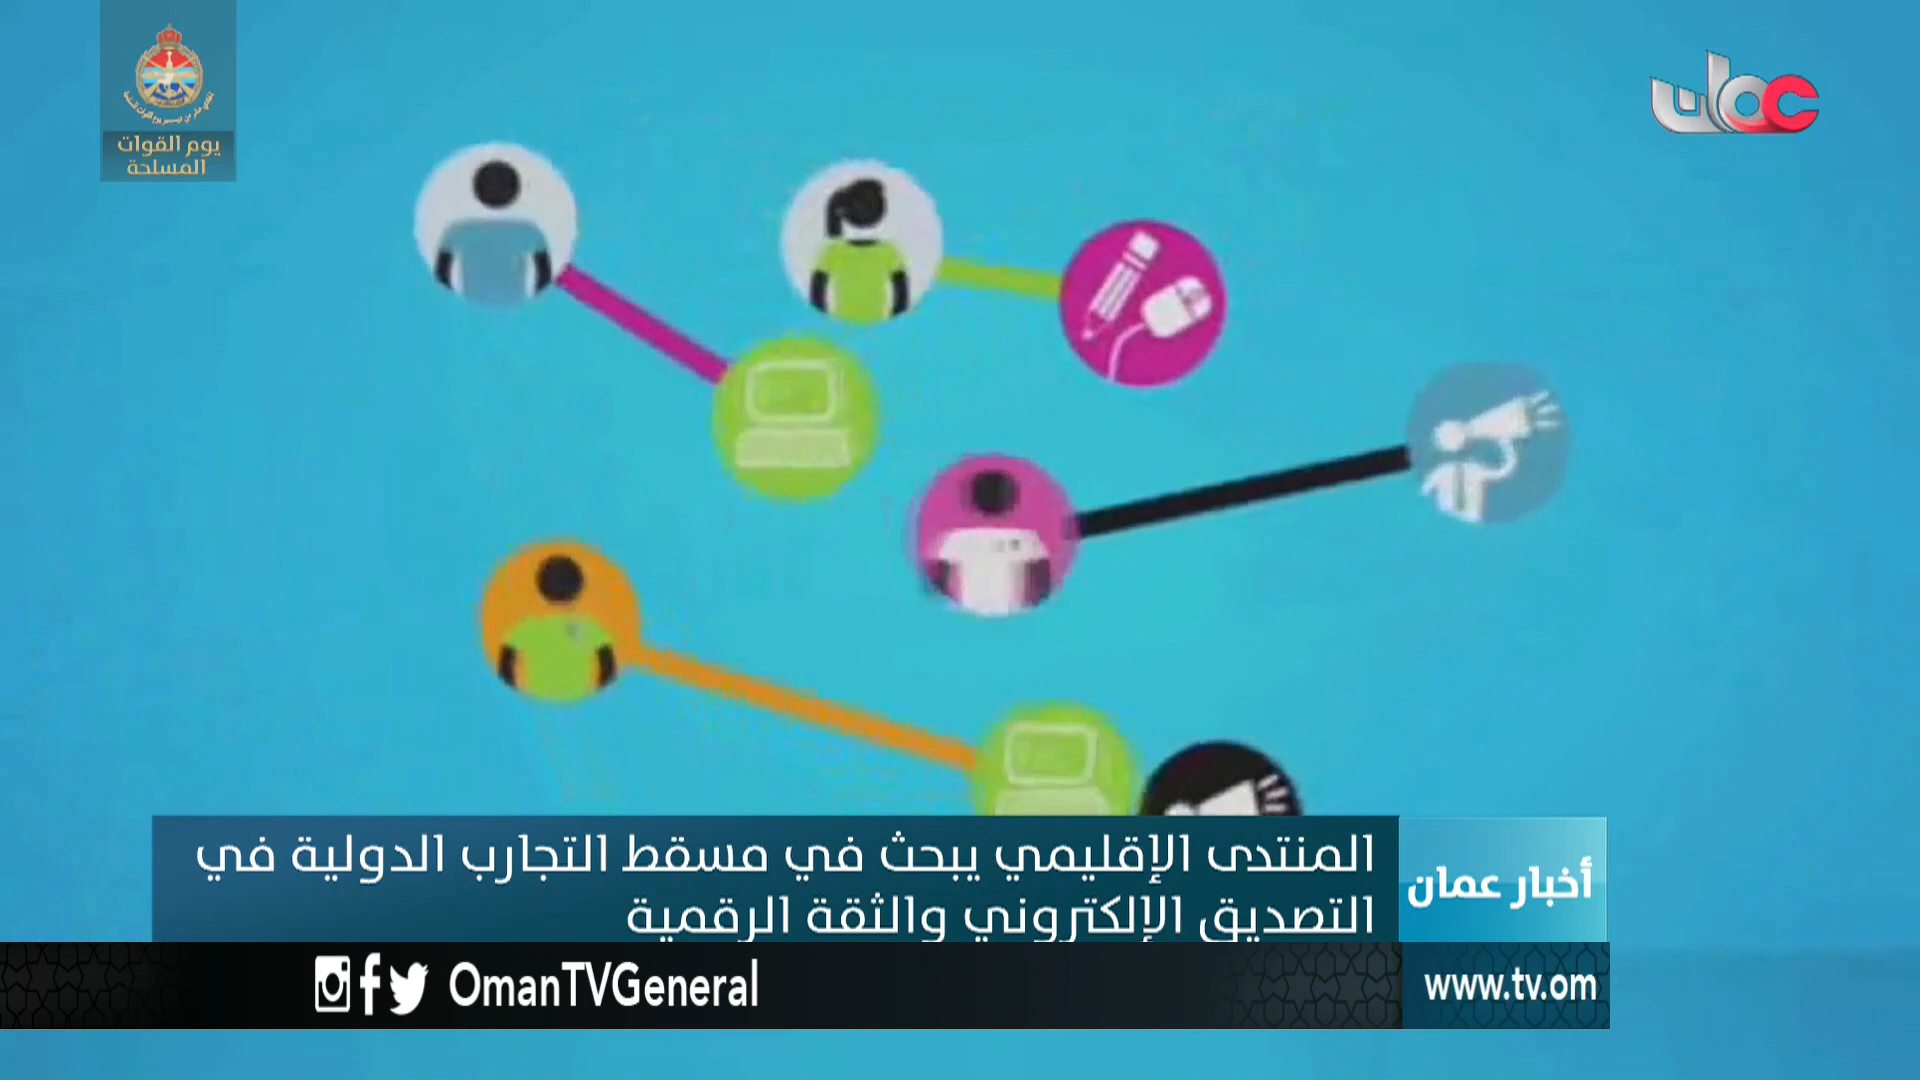 يوم القوات
المسلحة
عمان
المنتدى الإقليمي يبحث في مسقط التجارب الدولية في
التصديق الإلكتروني والثقة الرقمية
أخبار عمان
OmanTVGeneral
www.tv.om